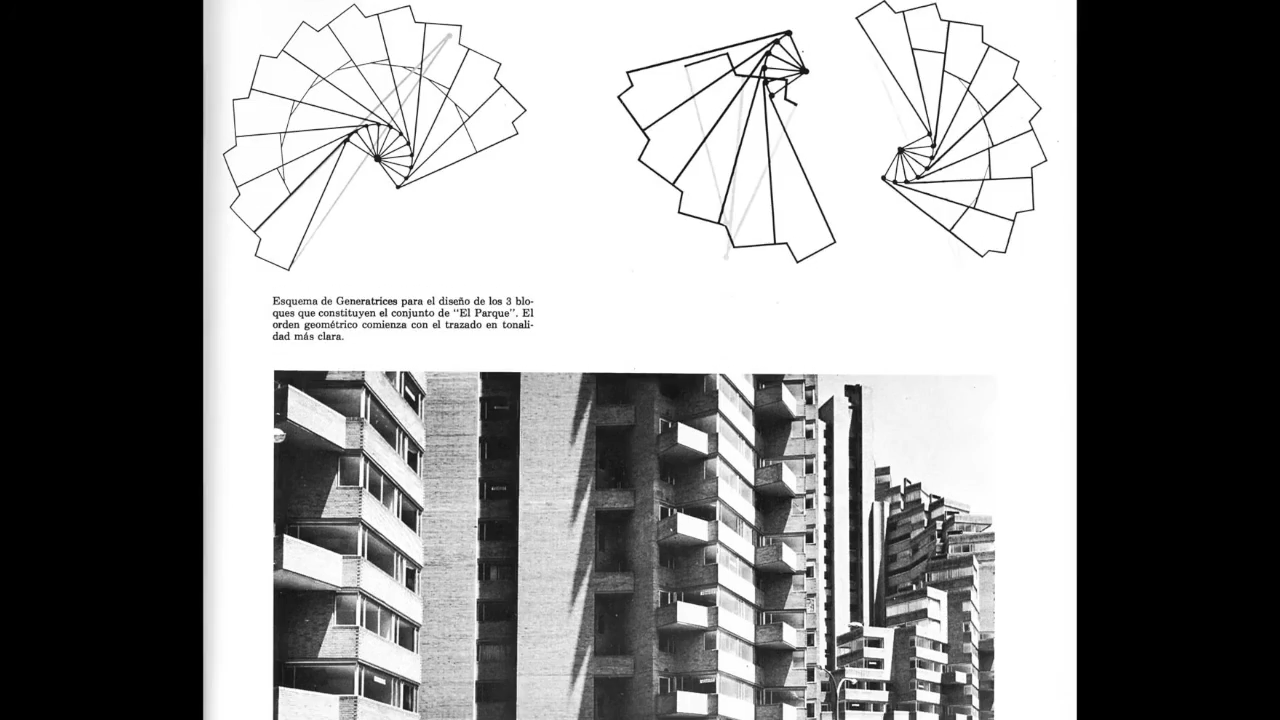 Esquema de Generatrices para el diseño de los 3 blo-
ques que constituyen el conjunto de "El Parque". El
orden geométrico comienza con el trazado en tonali-
dad más clara.